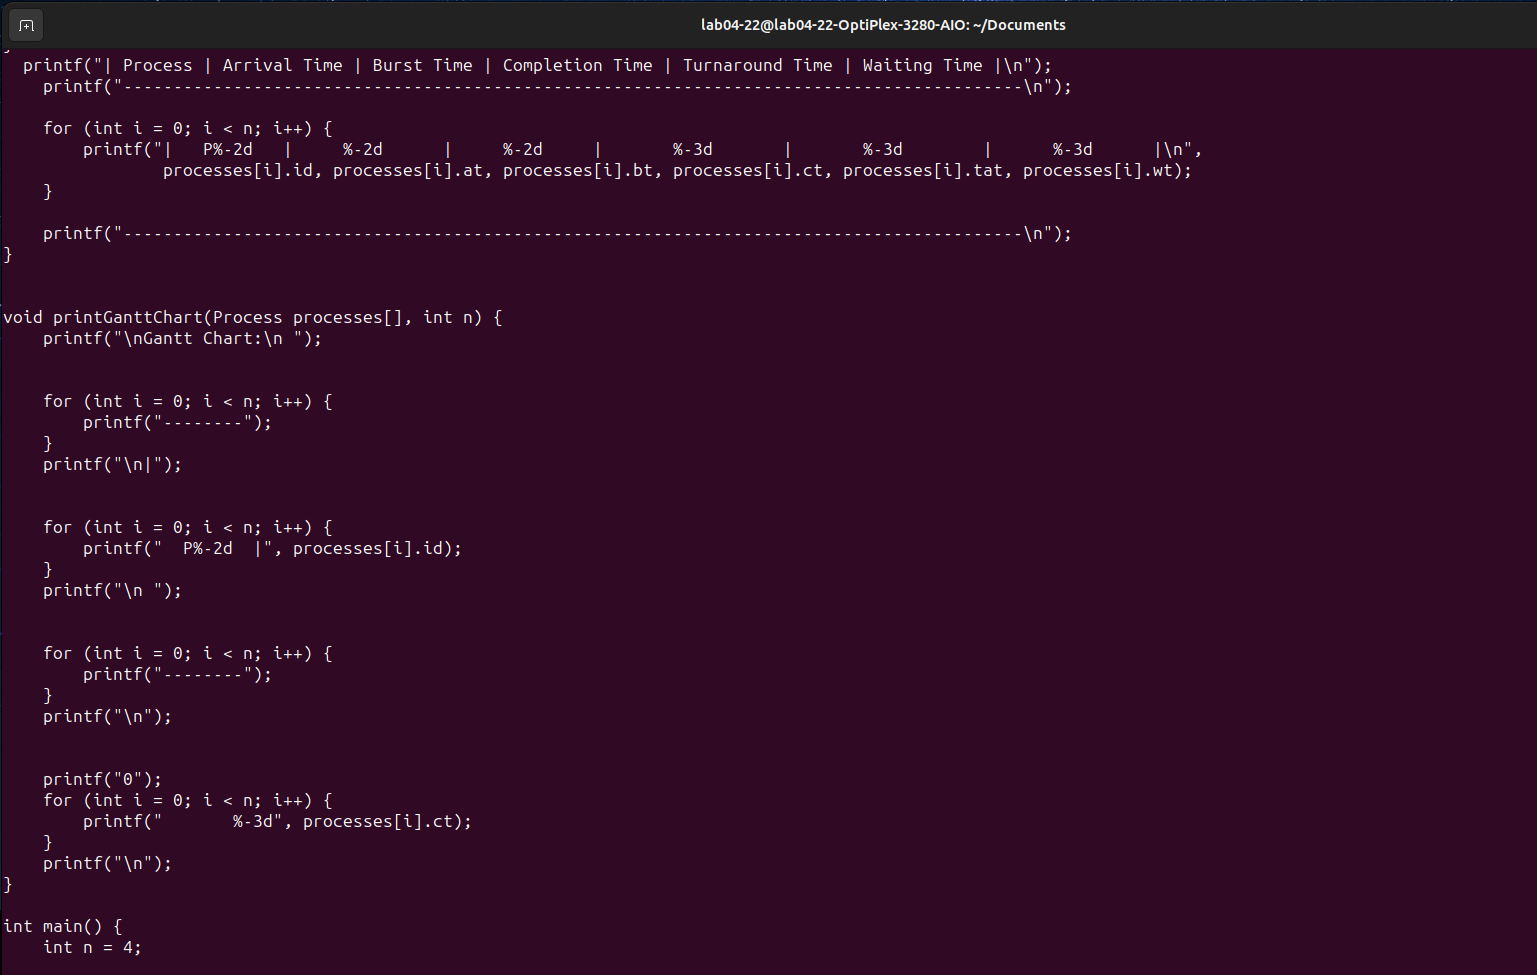 lab04-22@lab04-22-OptiPlex-3280-AIO: ~/Documents
  printf("| Process | Arrival Time | Burst Time | Completion Time | Turnaround Time | Waiting Time |\n");
    printf("------------------------------------------------------------------------------------------\n");

    for (int i = 0; i < n; i++) {
        printf("|   P%-2d   |     %-2d      |     %-2d     |       %-3d       |       %-3d        |      %-3d      |\n",
                processes[i].id, processes[i].at, processes[i].bt, processes[i].ct, processes[i].tat, processes[i].wt);
    }

    printf("------------------------------------------------------------------------------------------\n");
}


void printGanttChart(Process processes[], int n) {
    printf("\nGantt Chart:\n ");


    for (int i = 0; i < n; i++) {
        printf("--------");
    }
    printf("\n|");


    for (int i = 0; i < n; i++) {
        printf("  P%-2d  |", processes[i].id);
    }
    printf("\n ");


    for (int i = 0; i < n; i++) {
        printf("--------");
    }
    printf("\n");


    printf("0");
    for (int i = 0; i < n; i++) {
        printf("       %-3d", processes[i].ct);
    }
    printf("\n");
}

int main() {
    int n = 4;